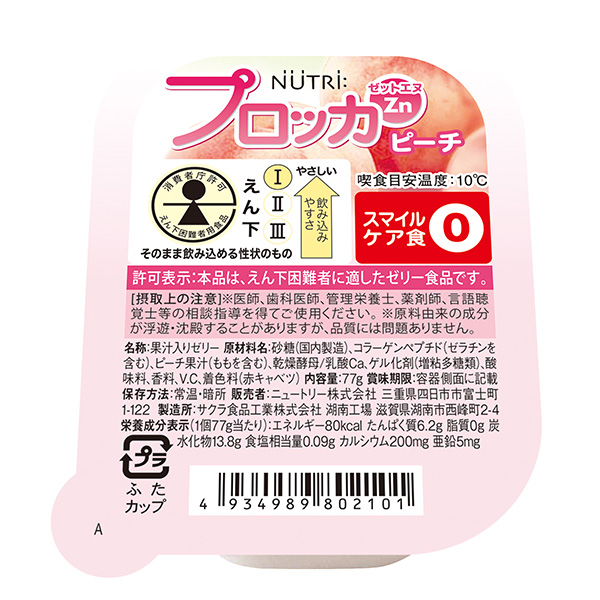 NUTRI:
プロッカ
ゼットエヌ
Zn
ピーチ
消費者庁許可
えん下困難者用食品
えん下
I
II
III
やさしい
飲み込み
やすさ
そのまま飲み込める性状のもの
喫食目安温度:10℃
スマイル
ケア食
0
許可表示:本品は、えん下困難者に適したゼリー食品です。
[摂取上の注意]※医師、歯科医師、管理栄養士、薬剤師、言語聴
覚士等の相談指導を得てご使用ください。※原料由来の成分
が浮遊・沈殿することがありますが、品質には問題ありません。
名称:果汁入りゼリー 原材料名:砂糖(国内製造)、コラーゲンペプチド(ゼラチンを
含む)、ピーチ果汁(ももを含む)、乾燥酵母/乳酸Ca、ゲル化剤(増粘多糖類)、酸
味料、香料、V.C、着色料(赤キャベツ) 内容量:77g 賞味期限:容器側面に記載
保存方法:常温・暗所 販売者:ニュートリー株式会社 三重県四日市市富士町
1-122 製造所:サクラ食品工業株式会社 湖南工場 滋賀県湖南市西峰町2-4
栄養成分表示(1個77g当たり):エネルギー80kcal たんぱく質6.2g 脂質0g 炭
水化物13.8g 食塩相当量0.09g カルシウム200mg 亜鉛5mg
プラ
ふた
カップ
4 934989 802101
A